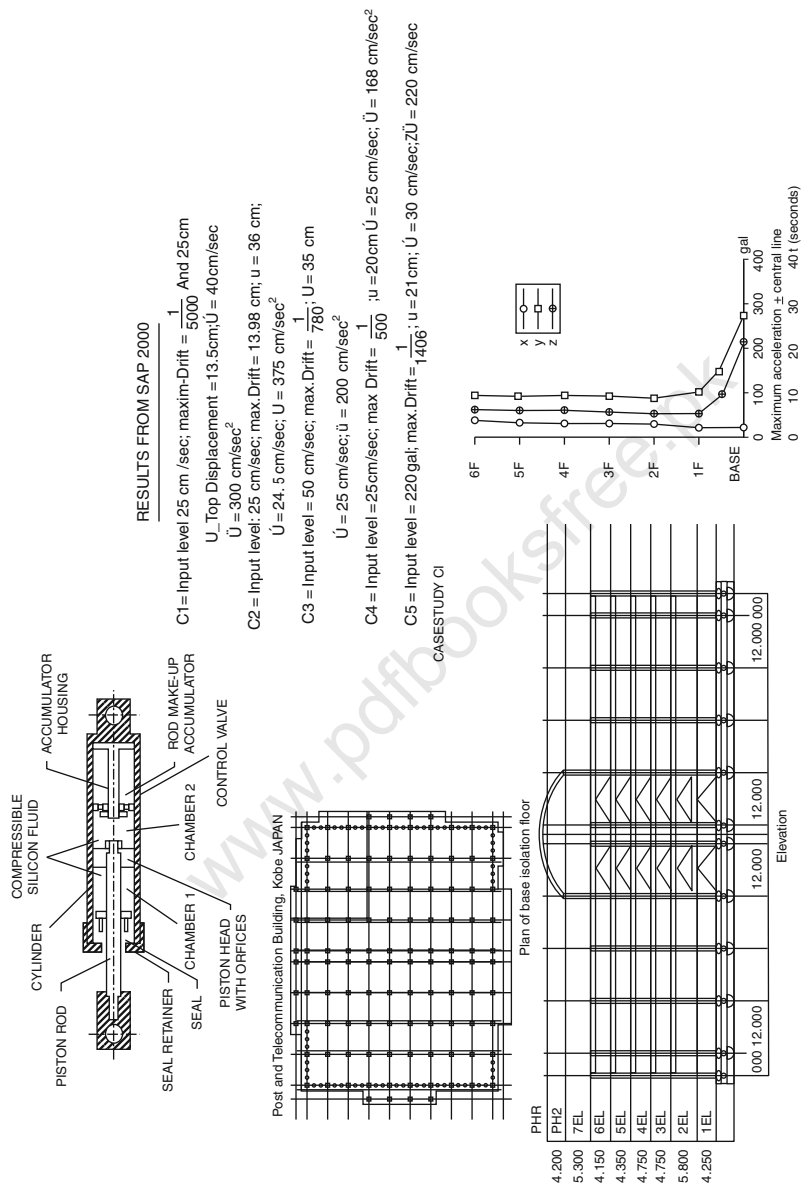 COMPRESSIBLE
SILICON FLUID
ACCUMULATOR
HOUSING
CYLINDER
PISTON ROD
SEAL RETAINER
SEAL
CHAMBER 1
PISTON HEAD
WITH ORFICES
CHAMBER 2
CONTROL VALVE
ROD MAKE-UP
ACCUMULATOR
RESULTS FROM SAP 2000
C1= Input level 25 cm /sec; maxim-Drift = 1/5000 And 25cm
U_Top Displacement =13.5cm;U̇ = 40cm/sec
Ü = 300 cm/sec²
C2 = Input level: 25 cm/sec; max.Drift = 13.98 cm; u = 36 cm;
U̇ = 24.5 cm/sec; U = 375 cm/sec²
C3 = Input level = 50 cm/sec; max.Drift = 1/780; U= 35 cm
U̇ = 25 cm/sec;ü = 200 cm/sec²
C4 = Input level =25cm/sec; max Drift = 1/500 ;u =20cm U̇ = 25 cm/sec; Ü = 168 cm/sec²
C5 = Input level = 220 gal; max.Drift = 1/1406; u = 21cm; U̇ = 30 cm/sec;ZÜ = 220 cm/sec
CASESTUDY CI
Post and Telecommunication Building, Kobe JAPAN
Plan of base isolation floor
PHR
4.200 PH2
5.300 7EL
4.150 6EL
4.350 5EL
4.750 4EL
4.750 3EL
5.800 2EL
4.250 1EL
000 12.000
12.000
12.000
12.000 000
Elevation
x
y
z
6F
5F
4F
3F
2F
1F
BASE
gal
0 100 200 300 400
Maximum acceleration ± central line
0 10 20 30 40 t (seconds)
www.pdfbooksfree.pk